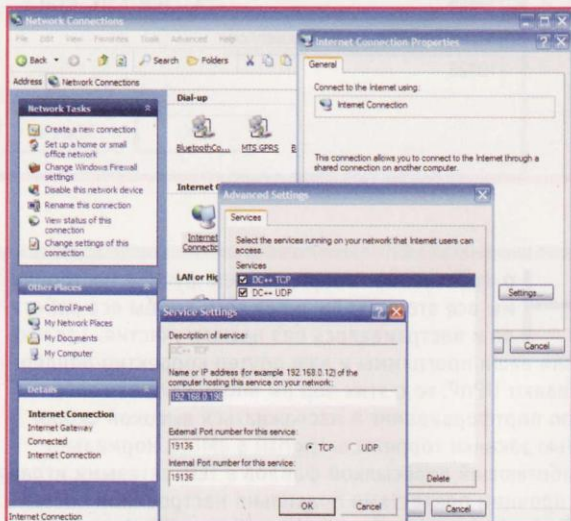 Network Connections
File Edit View Favorites Tools Advanced Help
Back Search Folders
Address Network Connections
Network Tasks
Create a new connection
Set up a home or small
office network
Change Windows Firewall
settings
Disable this network device
Rename this connection
View status of this
connection
Change settings of this
connection
Other Places
Control Panel
My Network Places
My Documents
My Computer
Details
Internet Connection
Internet Gateway
Connected
Internet Connection
Internet Connection
Dial-up
BluetoothCo... MTS GPRS B
Internet G
Internet
Connectio
LAN or Hig
Internet Connection Properties
General
Connect to the Internet using:
Internet Connection
This connection allows you to connect to the Internet through a
shared connection on another computer.
Settings...
Cancel
Advanced Settings
Services
Select the services running on your network that Internet users can
access.
Services
DC++ TCP
DC++ UDP
Delete
Cancel
Service Settings
Description of service:
DC++ TCP
Name or IP address (for example 192.168.0.12) of the
computer hosting this service on your network:
192.168.0.198
External Port number for this service:
19136 TCP UDP
Internal Port number for this service:
19136
OK Cancel